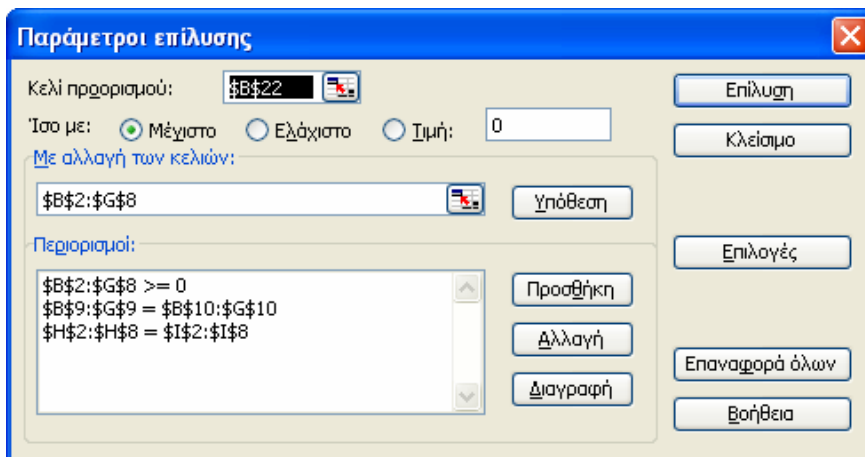 Παράμετροι επίλυσης
Κελί προορισμού: $B$22
Ίσο με: Μέγιστο Ελάχιστο Τιμή: 0
Με αλλαγή των κελιών:
$B$2:$G$8
Υπόθεση
Περιορισμοί:
$B$2:$G$8 >= 0
$B$9:$G$9 = $B$10:$G$10
$H$2:$H$8 = $I$2:$I$8
Προσθήκη
Αλλαγή
Διαγραφή
Επίλυση
Κλείσιμο
Επιλογές
Επαναφορά όλων
Βοήθεια